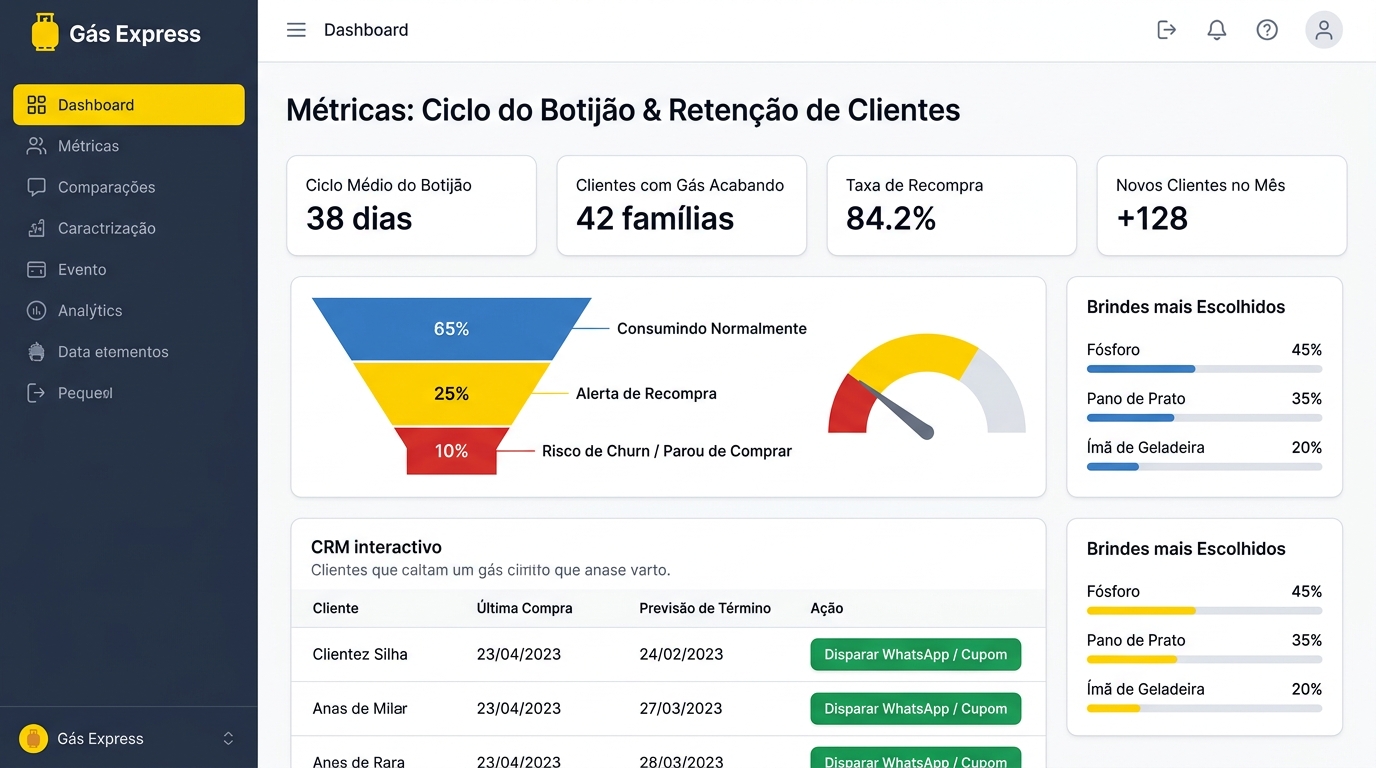 Gás Express
Dashboard
Métricas
Comparações
Caractrização
Evento
Analýtics
Data etementos
Gás Express
Dashboard
Métricas: Ciclo do Botijão & Retenção de Clientes
Ciclo Médio do Botijão
38 dias
Clientes com Gás Acabando
42 famílias
Taxa de Recompra
84.2%
Novos Clientes no Mês
+128
65%
Consumindo Normalmente
25%
Alerta de Recompra
10%
Risco de Churn / Parou de Comprar
Brindes mais Escolhidos
Fósforo 45%
Pano de Prato 35%
Ímã de Geladeira 20%
CRM interactivo
Clientes que caltam um gás que anase varto.
Cliente Última Compra Previsão de Término Ação
Clientez Silha 23/04/2023 24/02/2023 Disparar WhatsApp / Cupom
Anas de Milar 23/04/2023 27/03/2023 Disparar WhatsApp / Cupom
Anes de Rara 23/04/2023 28/03/2023 Disparar WhatsApp / Cupom
Brindes mais Escolhidos
Fósforo 45%
Pano de Prato 35%
Ímã de Geladeira 20%